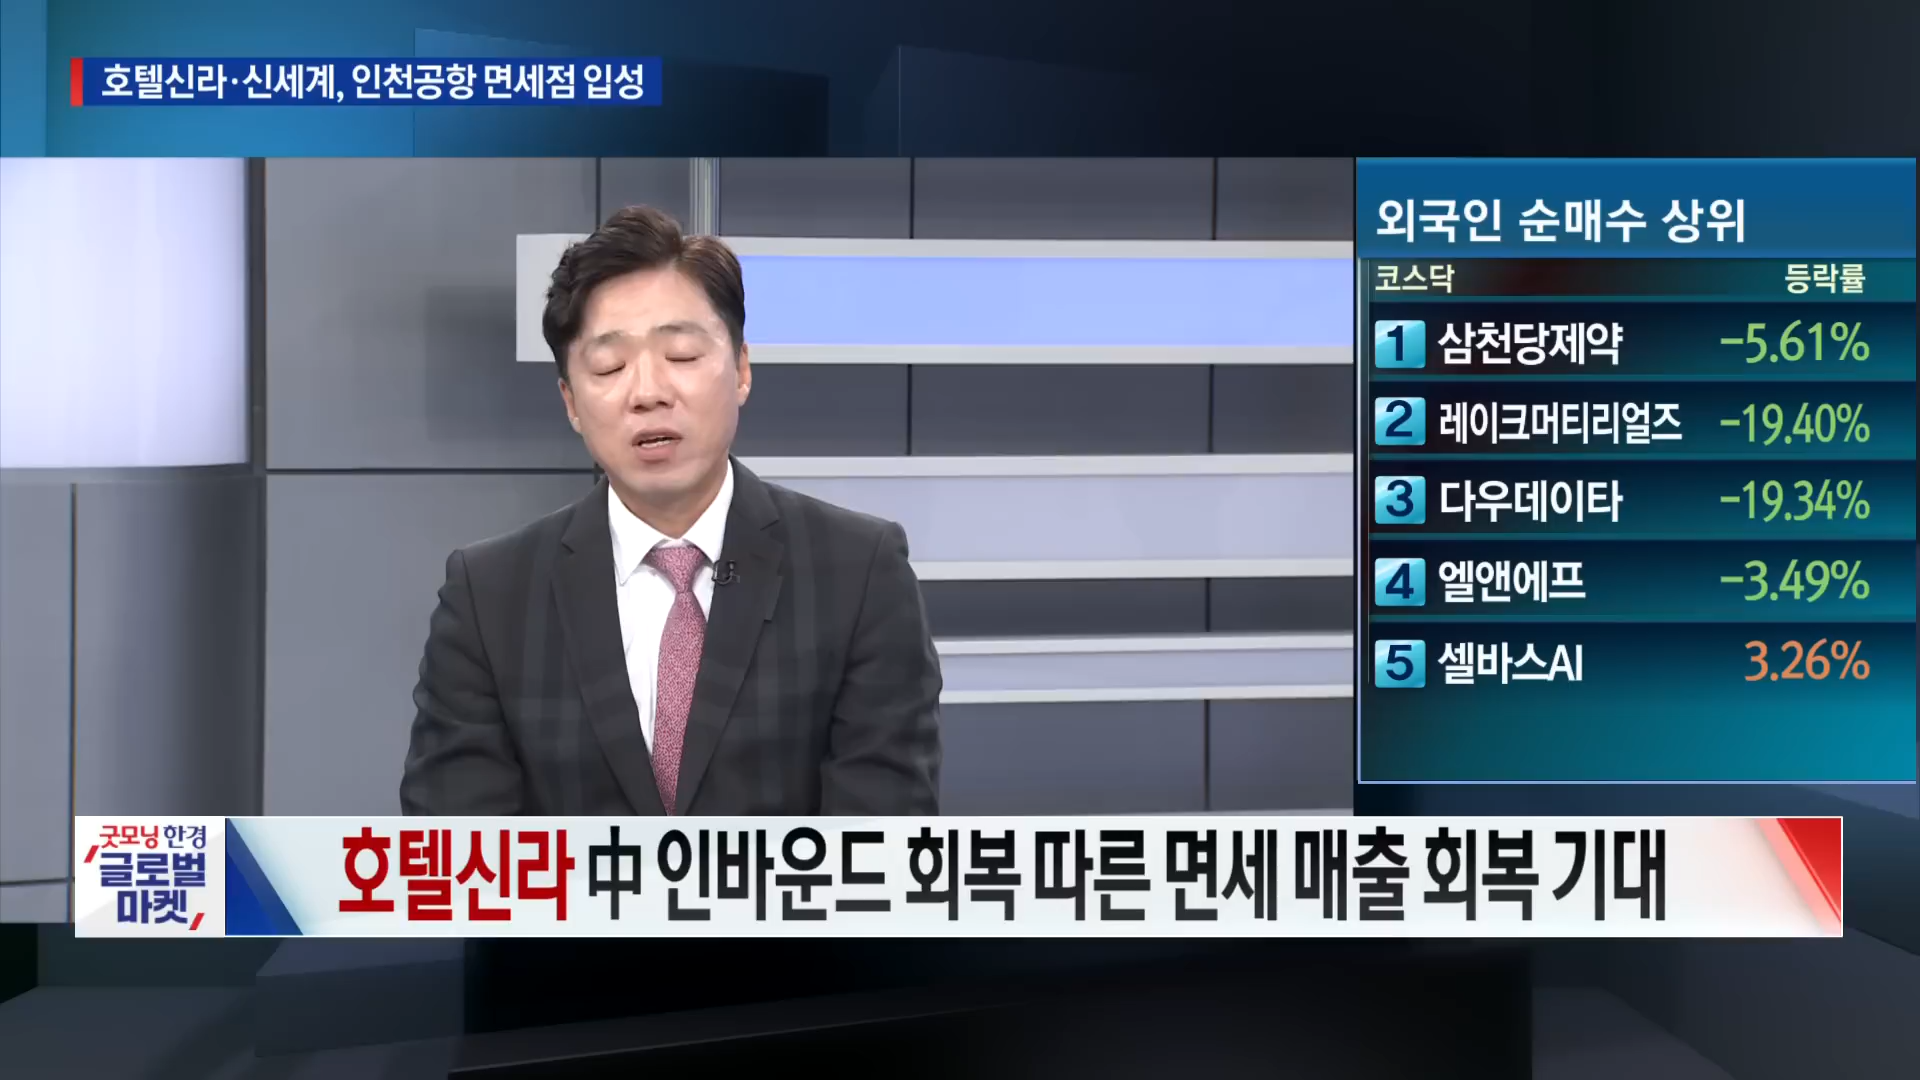 호텔신라·신세계, 인천공항 면세점 입성
외국인 순매수 상위
코스닥 등락률
1 삼천당제약 -5.61%
2 레이크머티리얼즈 -19.40%
3 다우데이타 -19.34%
4 엘앤에프 -3.49%
5 셀바스AI 3.26%
굿모닝 한경
글로벌
마켓
호텔신라 中 인바운드 회복 따른 면세 매출 회복 기대